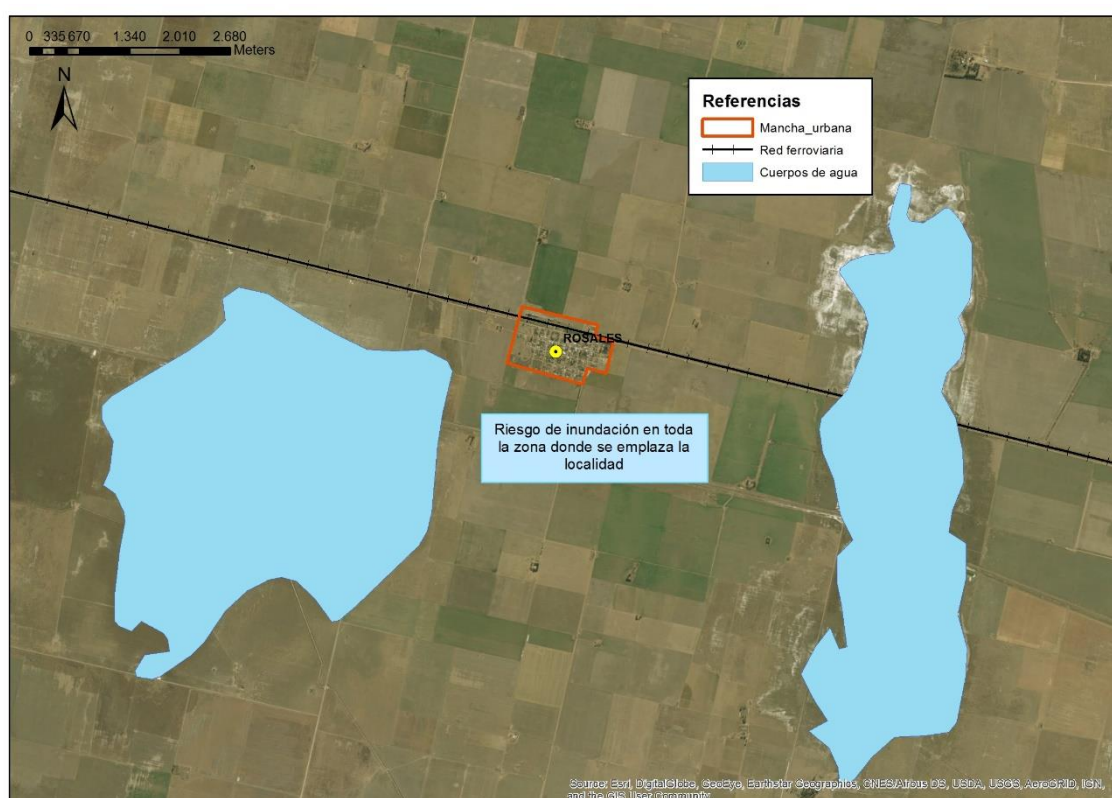 0 335 670 1.340 2.010 2.680
Meters
N
Referencias
Mancha_urbana
Red ferroviaria
Cuerpos de agua
ROSALES
Riesgo de inundación en toda
la zona donde se emplaza la
localidad
Source: Esri, DigitalGlobe, GeoEye, Earthstar Geographics, CNES/Airbus DS, USDA, USGS, AeroGRID, IGN,
and the GIS User Community